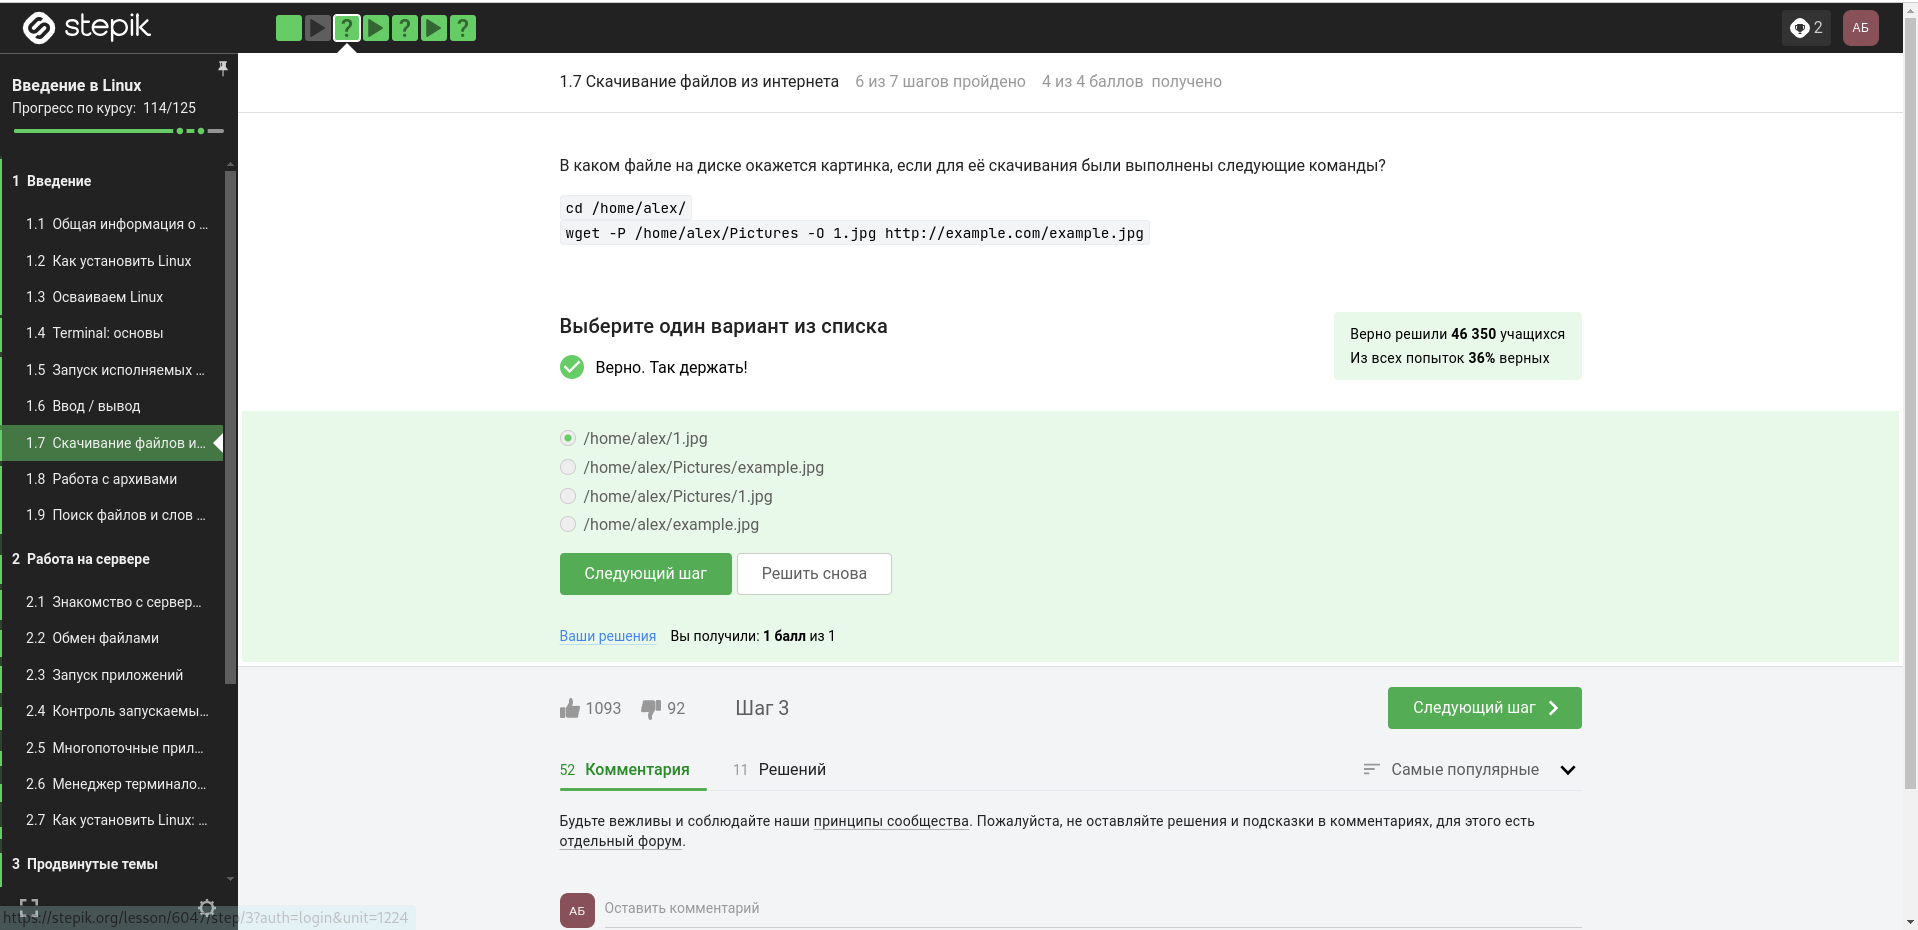 stepik
? ? ?
2
АБ
Введение в Linux
Прогресс по курсу: 114/125
1 Введение
1.1 Общая информация о ...
1.2 Как установить Linux
1.3 Осваиваем Linux
1.4 Terminal: основы
1.5 Запуск исполняемых ...
1.6 Ввод / вывод
1.7 Скачивание файлов и...
1.8 Работа с архивами
1.9 Поиск файлов и слов ...
2 Работа на сервере
2.1 Знакомство с сервер...
2.2 Обмен файлами
2.3 Запуск приложений
2.4 Контроль запускаемы...
2.5 Многопоточные прил...
2.6 Менеджер терминало...
2.7 Как установить Linux: ...
3 Продвинутые темы
https://stepik.org/lesson/6047/step/3?auth=login&unit=1224
1.7 Скачивание файлов из интернета 6 из 7 шагов пройдено 4 из 4 баллов получено
В каком файле на диске окажется картинка, если для её скачивания были выполнены следующие команды?
cd /home/alex/
wget -P /home/alex/Pictures -O 1.jpg http://example.com/example.jpg
Выберите один вариант из списка
Верно. Так держать!
Верно решили 46 350 учащихся
Из всех попыток 36% верных
/home/alex/1.jpg
/home/alex/Pictures/example.jpg
/home/alex/Pictures/1.jpg
/home/alex/example.jpg
Следующий шаг Решить снова
Ваши решения Вы получили: 1 балл из 1
1093 92 Шаг 3 Следующий шаг
52 Комментария 11 Решений Самые популярные
Будьте вежливы и соблюдайте наши принципы сообщества. Пожалуйста, не оставляйте решения и подсказки в комментариях, для этого есть
отдельный форум.
АБ Оставить комментарий